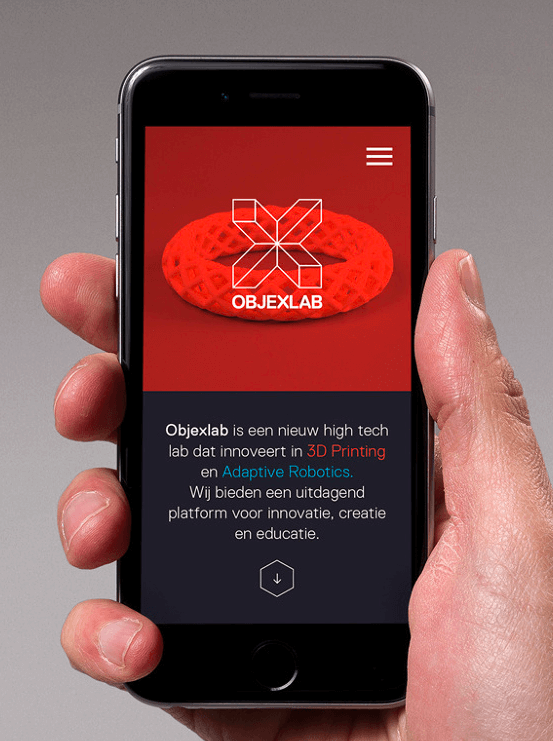 OBJEXLAB
Objexlab is een nieuw high tech
lab dat innoveert in 3D Printing
en Adaptive Robotics.
Wij bieden een uitdagend
platform voor innovatie, creatie
en educatie.